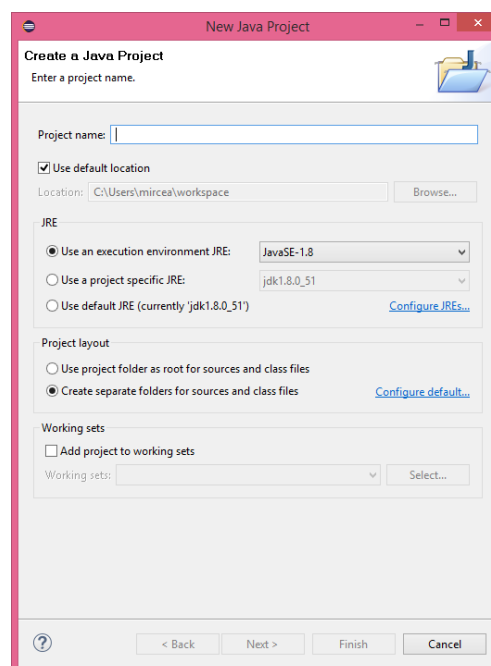 New Java Project
Create a Java Project
Enter a project name.
Project name:
Use default location
Location: C:\Users\mircea\workspace Browse...
JRE
Use an execution environment JRE: JavaSE-1.8
Use a project specific JRE: jdk1.8.0_51
Use default JRE (currently 'jdk1.8.0_51') Configure JREs...
Project layout
Use project folder as root for sources and class files
Create separate folders for sources and class files Configure default...
Working sets
Add project to working sets
Working sets: Select...
? < Back Next > Finish Cancel